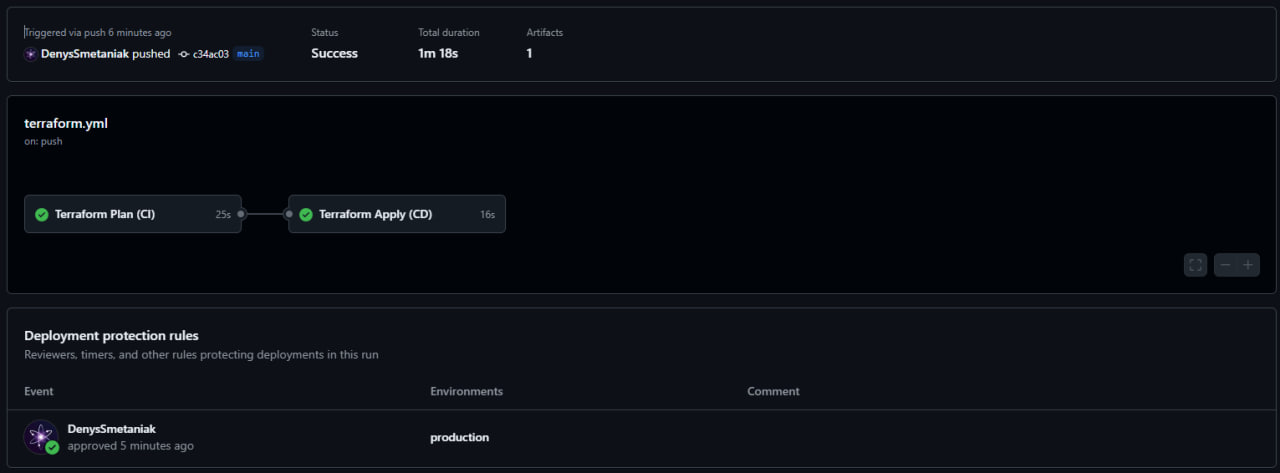 Triggered via push 6 minutes ago
DenysSmetaniak pushed c34ac03 main
Status
Success
Total duration
1m 18s
Artifacts
1
terraform.yml
on: push
Terraform Plan (CI) 25s
Terraform Apply (CD) 16s
Deployment protection rules
Reviewers, timers, and other rules protecting deployments in this run
Event Environments Comment
DenysSmetaniak
approved 5 minutes ago
production